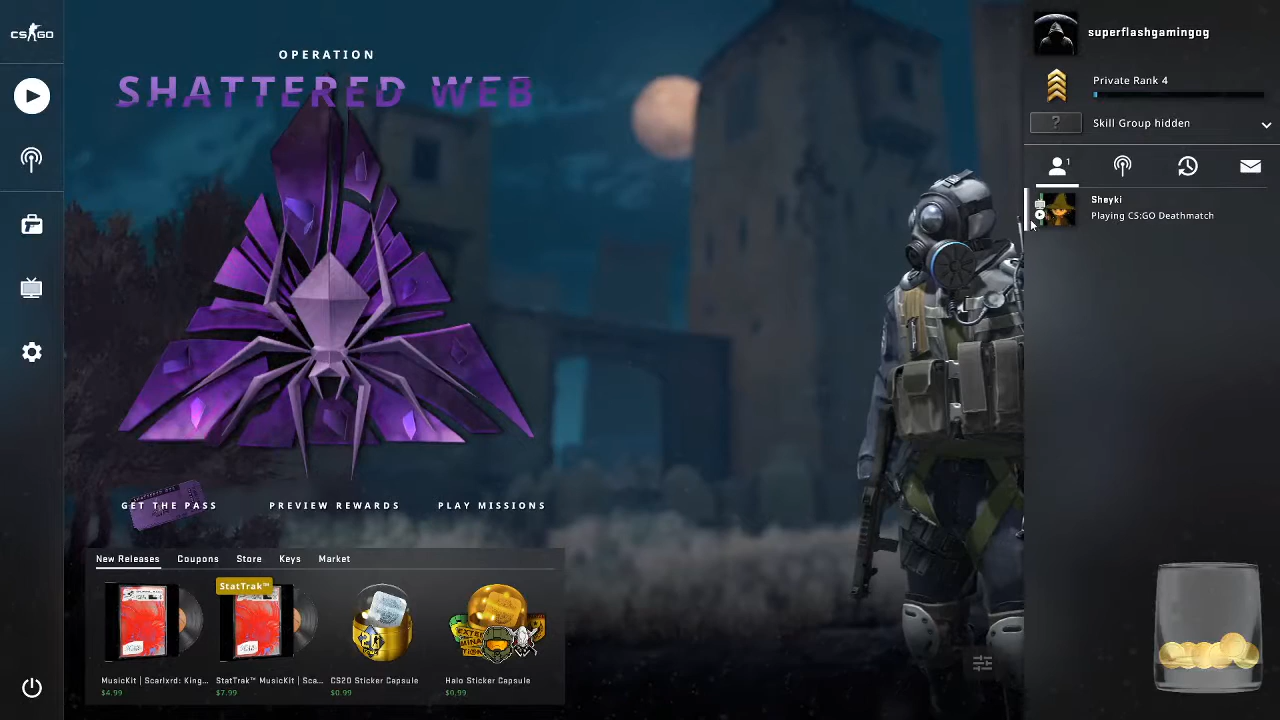 CS GO
OPERATION
SHATTERED WEB
GET THE PASS
PREVIEW REWARDS
PLAY MISSIONS
New Releases
Coupons
Store
Keys
Market
StatTrak™
MusicKit | Scarlxrd: King...
$4.99
StatTrak™ MusicKit | Sca...
$7.99
CS20 Sticker Capsule
$0.99
Halo Sticker Capsule
$0.99
superflashgamingog
Private Rank 4
?
Skill Group hidden
1
Sheyki
Playing CS:GO Deathmatch